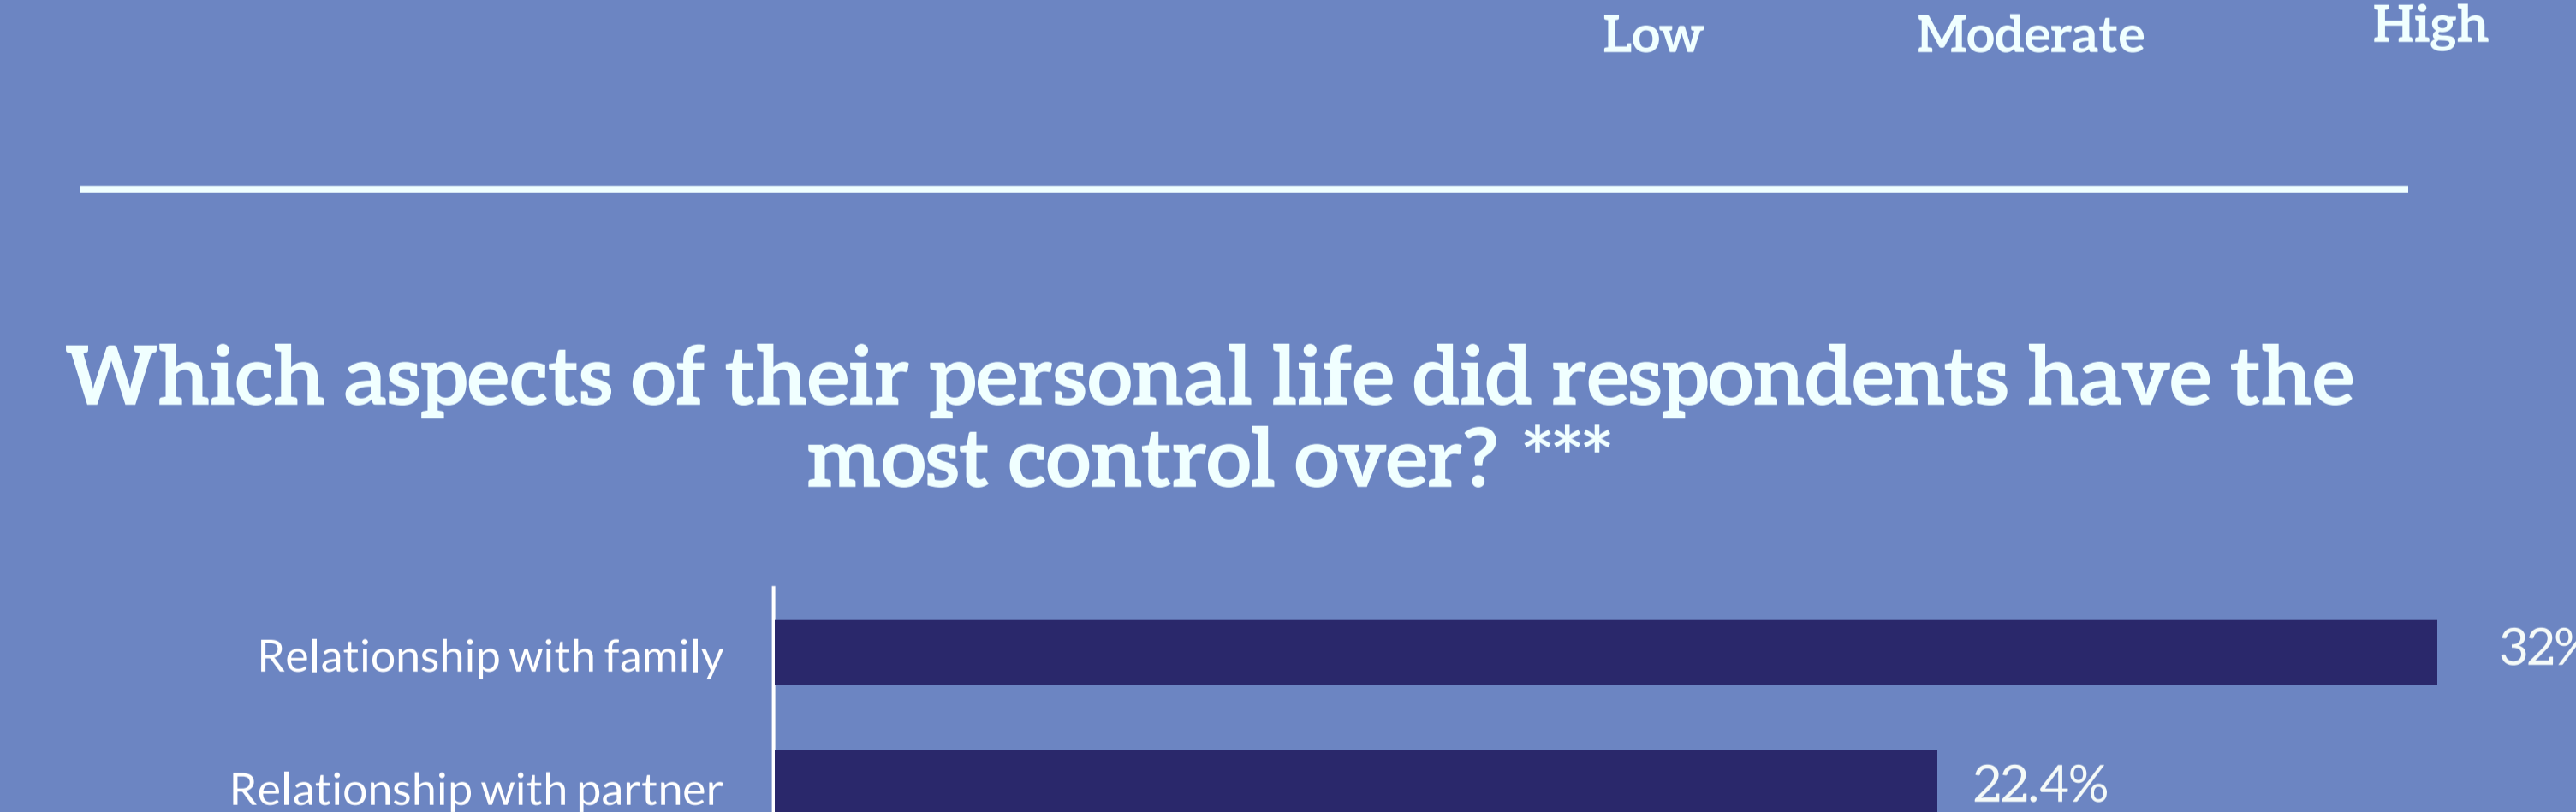 Low Moderate High
Which aspects of their personal life did respondents have the
most control over? ***
Relationship with family 32%
Relationship with partner 22.4%